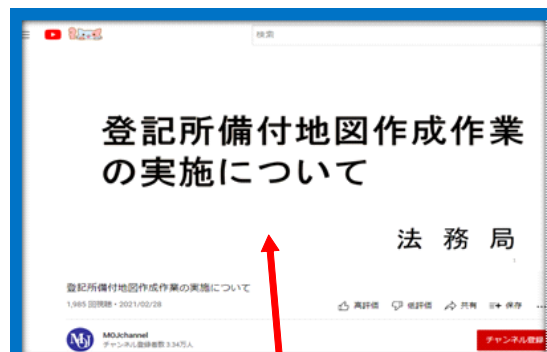 検索
登記所備付地図作成作業
の実施について
法務局
1
登記所備付地図作成作業の実施について
1,985 回視聴・2021/02/28
高評価 低評価 共有 保存 …
MOJchannel
チャンネル登録者数 3.34万人
チャンネル登録